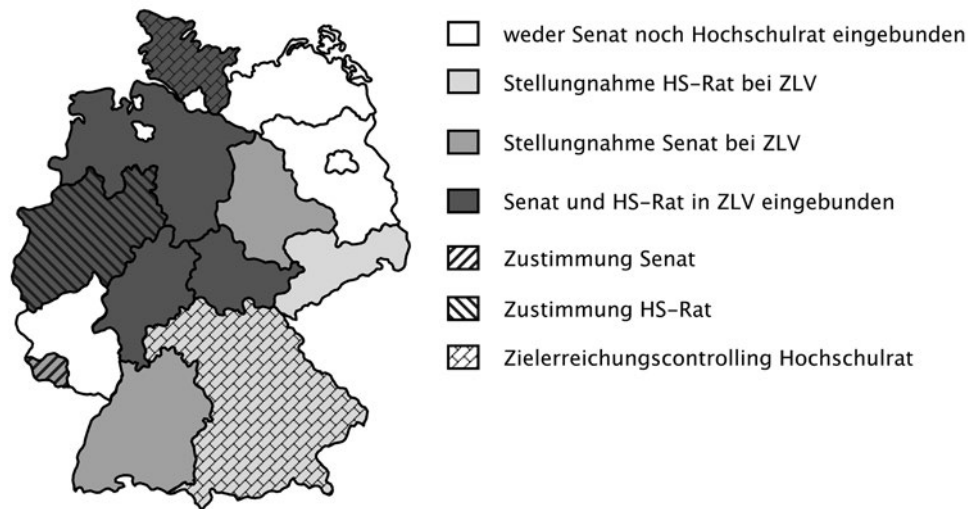 weder Senat noch Hochschulrat eingebunden
Stellungnahme HS-Rat bei ZLV
Stellungnahme Senat bei ZLV
Senat und HS-Rat in ZLV eingebunden
Zustimmung Senat
Zustimmung HS-Rat
Zielerreichungscontrolling Hochschulrat